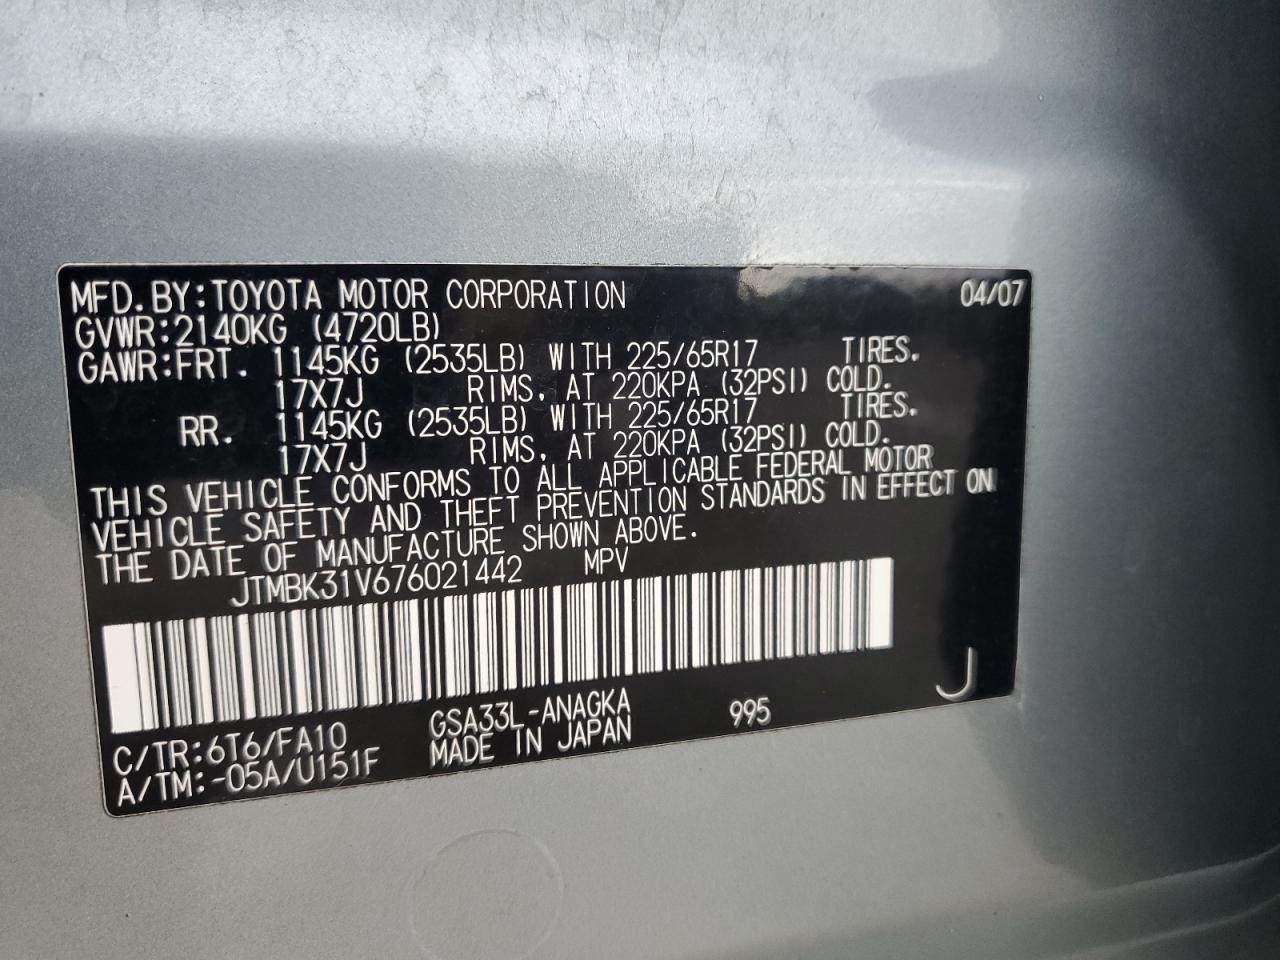 MFD. BY: TOYOTA MOTOR CORPORATION 04/07
GVWR: 2140KG (4720LB)
GAWR: FRT. 1145KG (2535LB) WITH 225/65R17 TIRES.
17X7J RIMS, AT 220KPA (32PSI) COLD.
RR. 1145KG (2535LB) WITH 225/65R17 TIRES.
17X7J RIMS, AT 220KPA (32PSI) COLD.
THIS VEHICLE CONFORMS TO ALL APPLICABLE FEDERAL MOTOR
VEHICLE SAFETY AND THEFT PREVENTION STANDARDS IN EFFECT ON
THE DATE OF MANUFACTURE SHOWN ABOVE.
JTMBK31V676021442 MPV
C/TR: 6T6/FA10 GSA33L-ANAGKA 995 J
A/TM: -05A/U151F MADE IN JAPAN